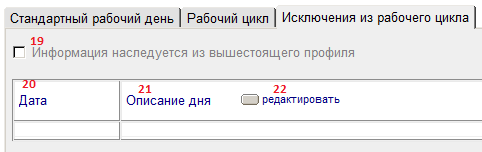 Стандартный рабочий день Рабочий цикл Исключения из рабочего цикла
19
Информация наследуется из вышестоящего профиля
20 21 22
Дата Описание дня редактировать